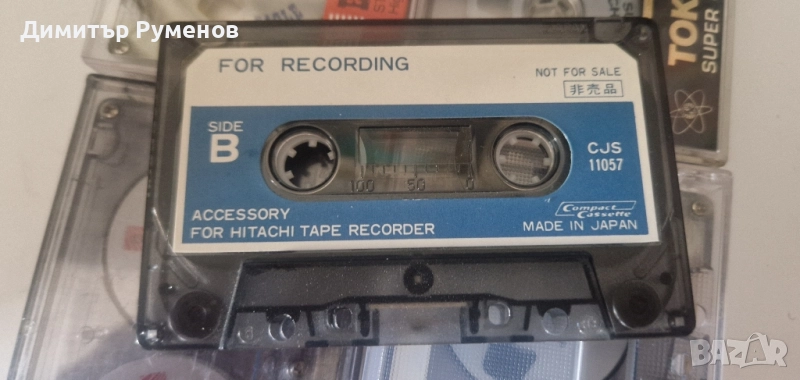 Димитър Руменов
TOK
SUPER
FOR RECORDING
NOT FOR SALE
非売品
SIDE
B
CJS
11057
100 50 0
ACCESSORY
FOR HITACHI TAPE RECORDER
Compact
Cassette
MADE IN JAPAN
BAZAR